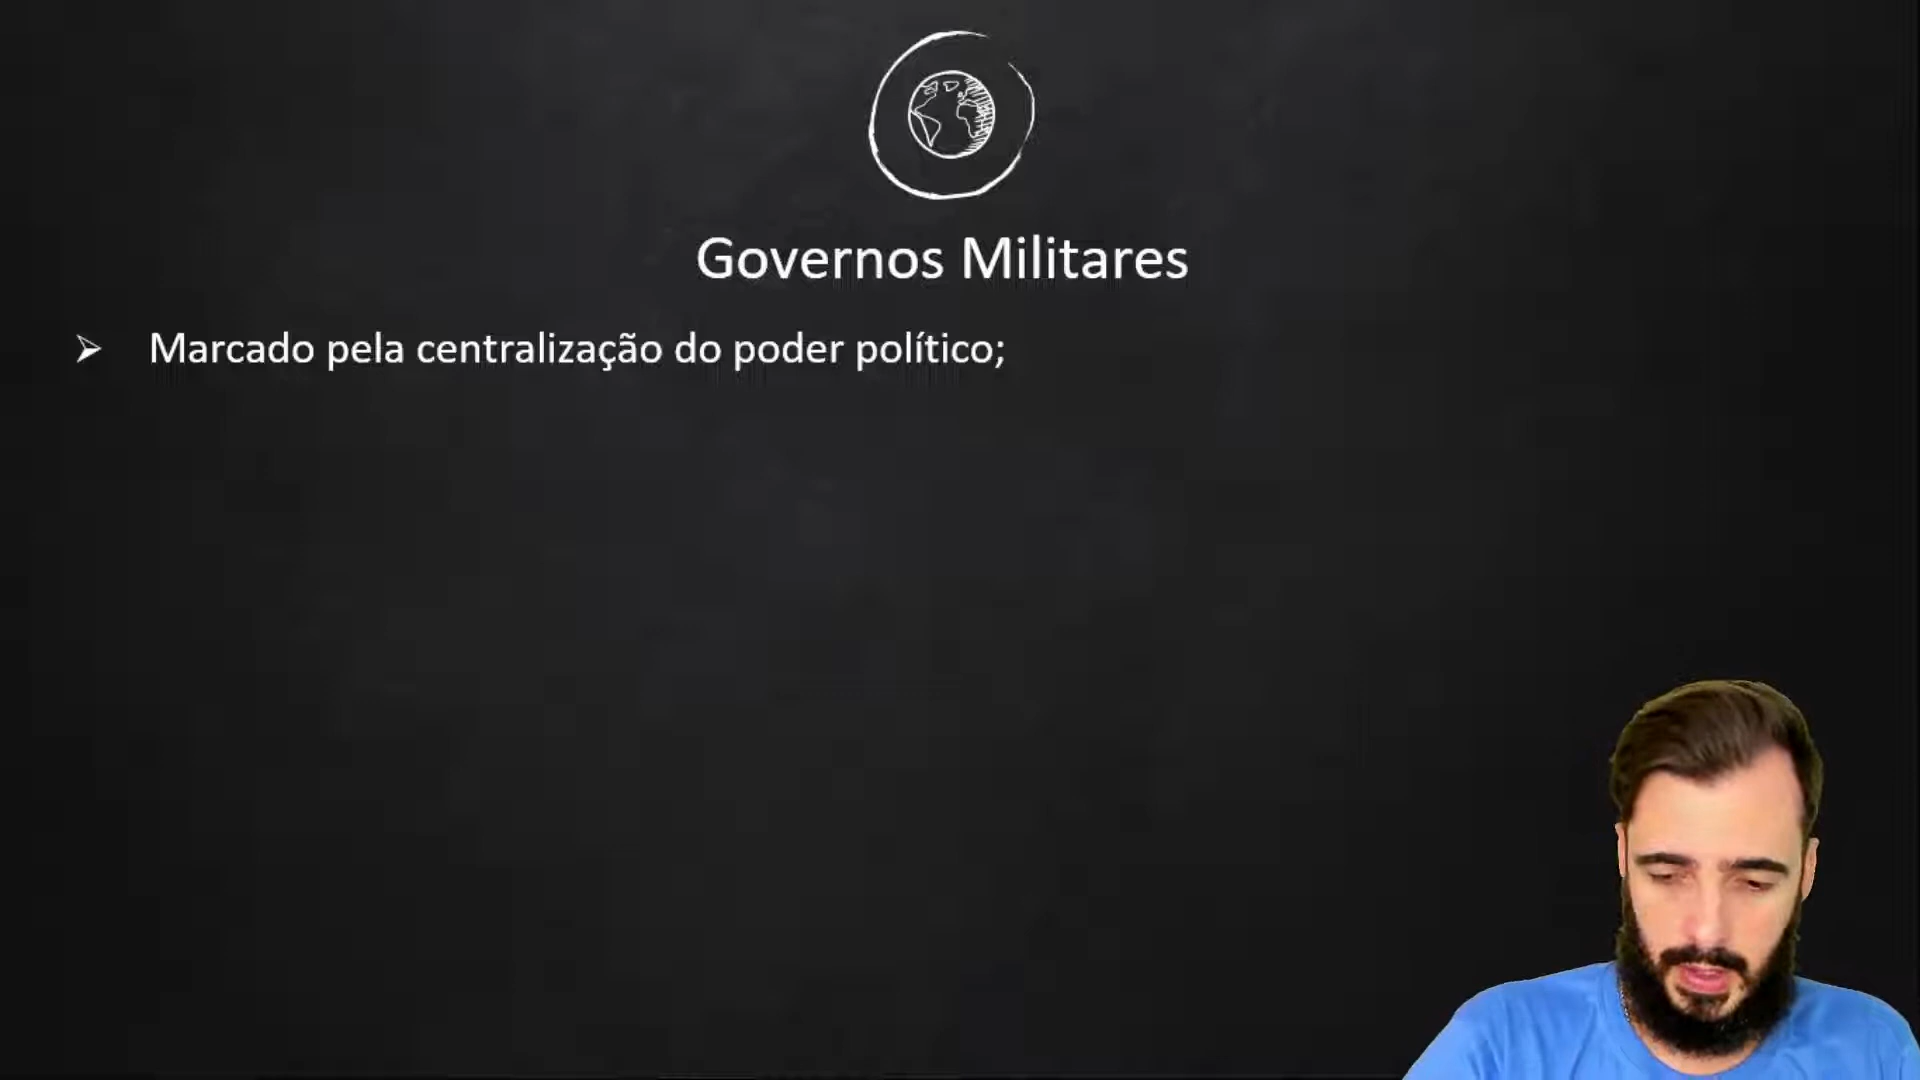 Governos Militares
➢ Marcado pela centralização do poder político;